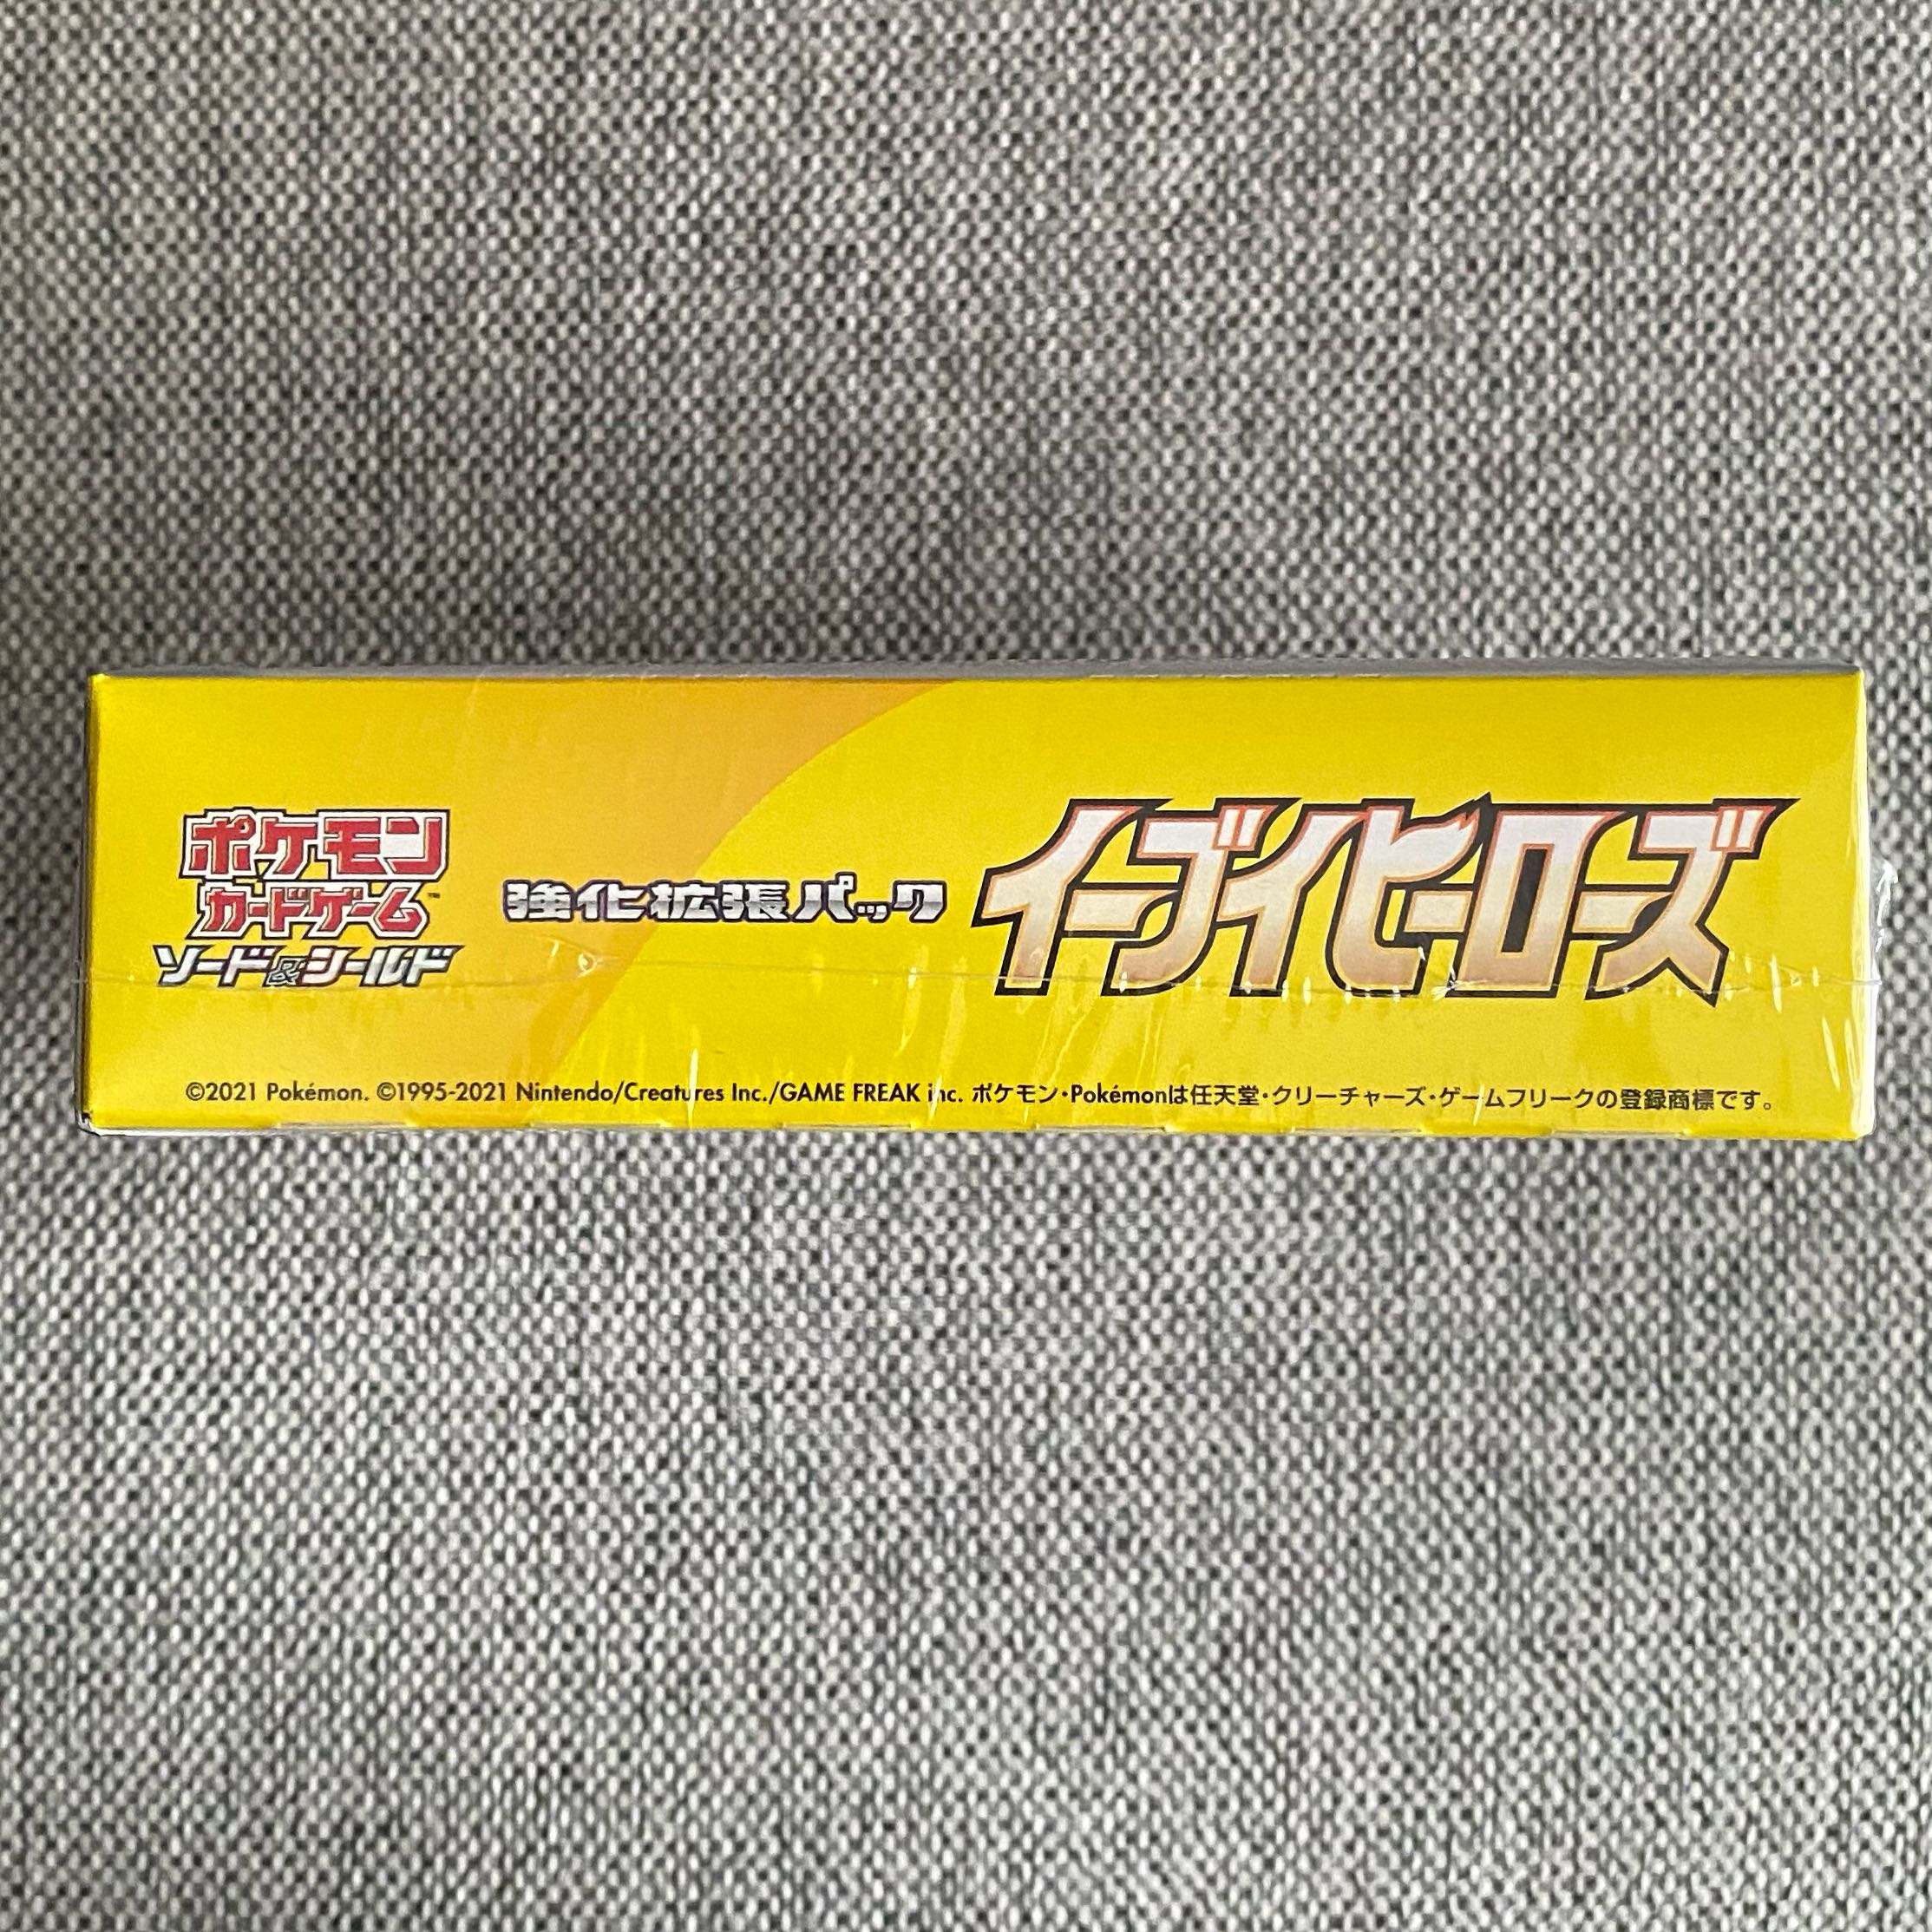 ポケモン
カードゲーム™
ソード&シールド
強化拡張パック
イーブイヒーローズ
©2021 Pokémon. ©1995-2021 Nintendo/Creatures Inc./GAME FREAK inc. ポケモン・Pokémonは任天堂・クリーチャーズ・ゲームフリークの登録商標です。